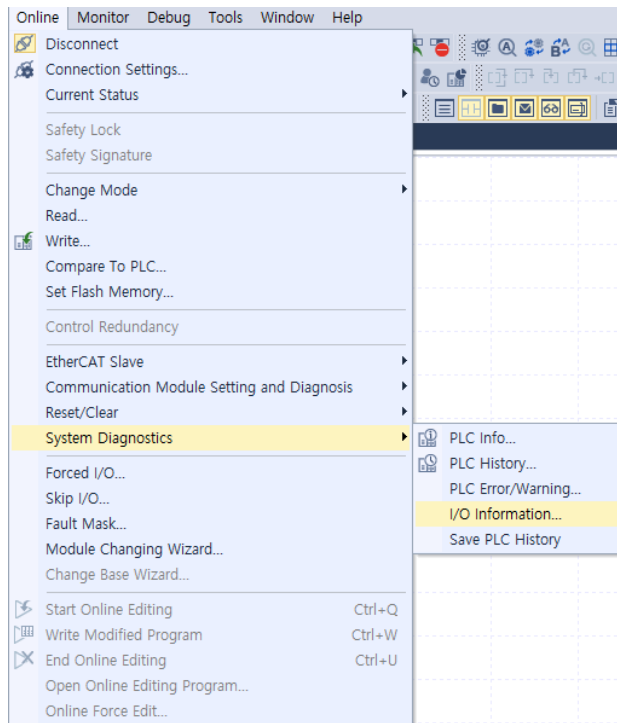 Online Monitor Debug Tools Window Help
Disconnect
Connection Settings...
Current Status
Safety Lock
Safety Signature
Change Mode
Read...
Write...
Compare To PLC...
Set Flash Memory...
Control Redundancy
EtherCAT Slave
Communication Module Setting and Diagnosis
Reset/Clear
System Diagnostics
PLC Info...
PLC History...
PLC Error/Warning...
I/O Information...
Save PLC History
Forced I/O...
Skip I/O...
Fault Mask...
Module Changing Wizard...
Change Base Wizard...
Start Online Editing Ctrl+Q
Write Modified Program Ctrl+W
End Online Editing Ctrl+U
Open Online Editing Program...
Online Force Edit...